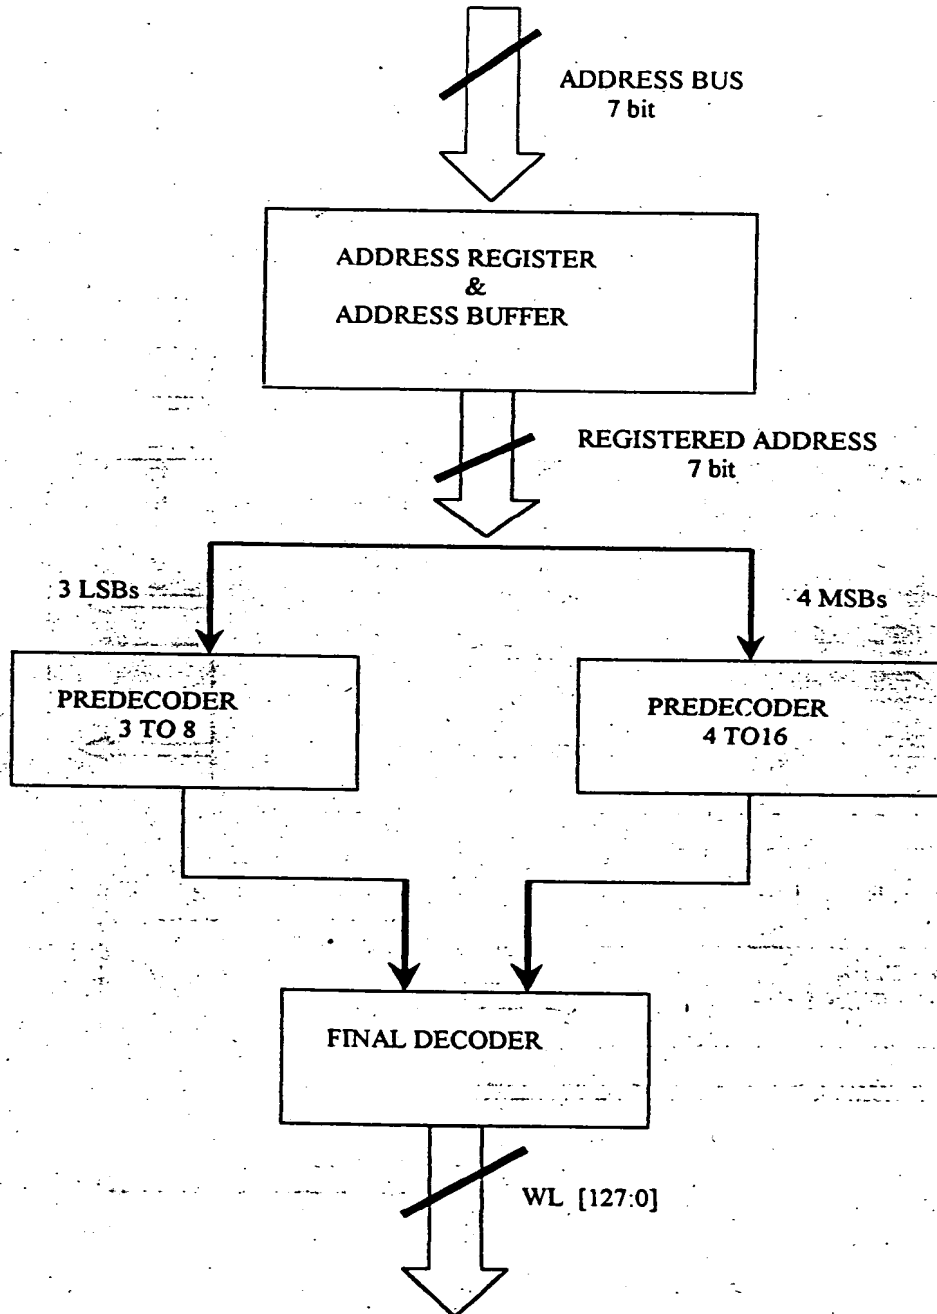 ADDRESS BUS
7 bit
ADDRESS REGISTER
&
ADDRESS BUFFER
REGISTERED ADDRESS
7 bit
3 LSBs
4 MSBs
PREDECODER
3 TO 8
PREDECODER
4 TO16
FINAL DECODER
WL [127:0]